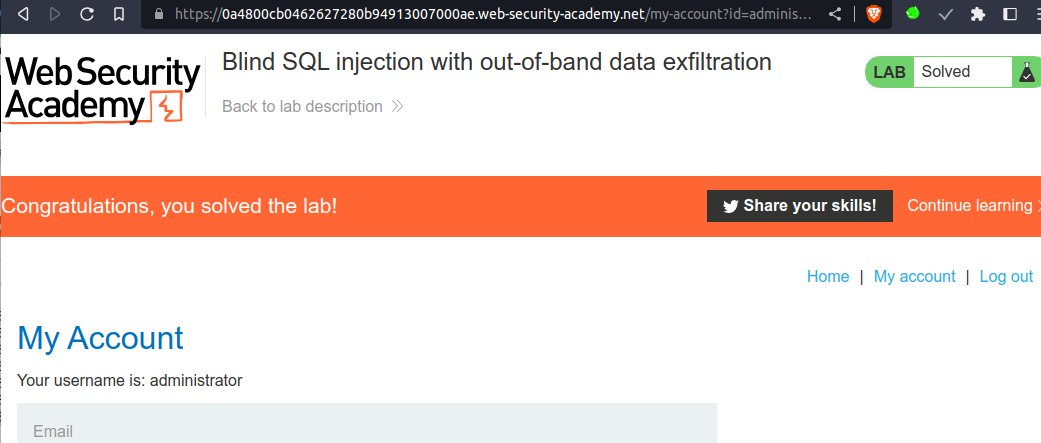 https://0a4800cb0462627280b94913007000ae.web-security-academy.net/my-account?id=adminis...
Web Security
Academy
Blind SQL injection with out-of-band data exfiltration
Back to lab description
LAB Solved
Congratulations, you solved the lab!
Share your skills!
Continue learning
Home | My account | Log out
My Account
Your username is: administrator
Email